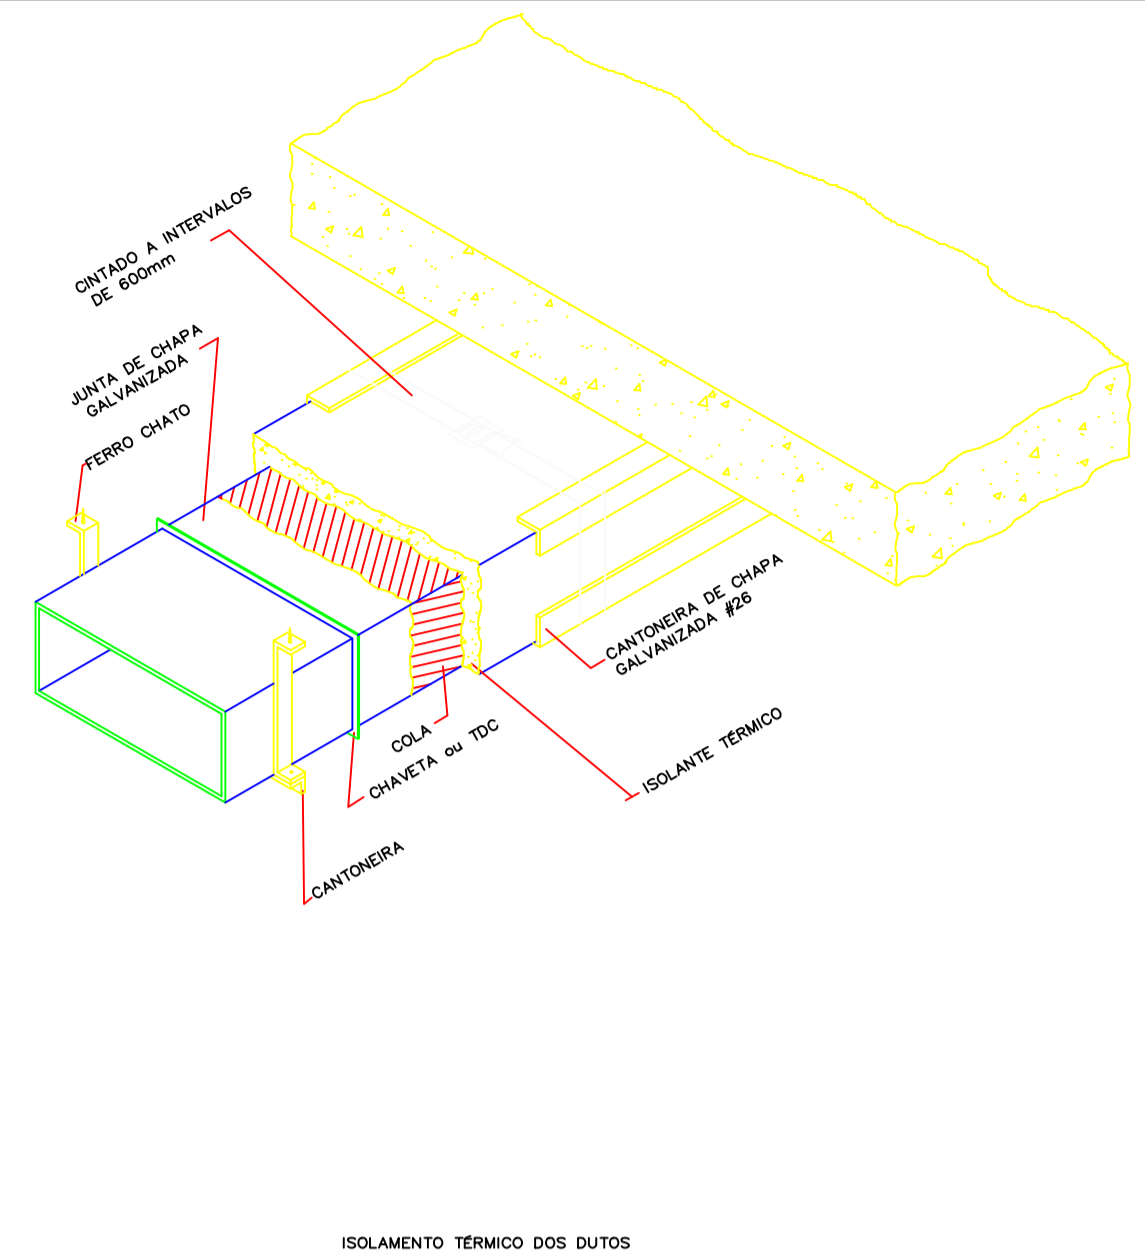 CINTADO A INTERVALOS
DE 600mm
JUNTA DE CHAPA
GALVANIZADA
FERRO CHATO
CANTONEIRA DE CHAPA
GALVANIZADA #26
COLA
CHAVETA ou TDC
ISOLANTE TÉRMICO
CANTONEIRA
ISOLAMENTO TÉRMICO DOS DUTOS